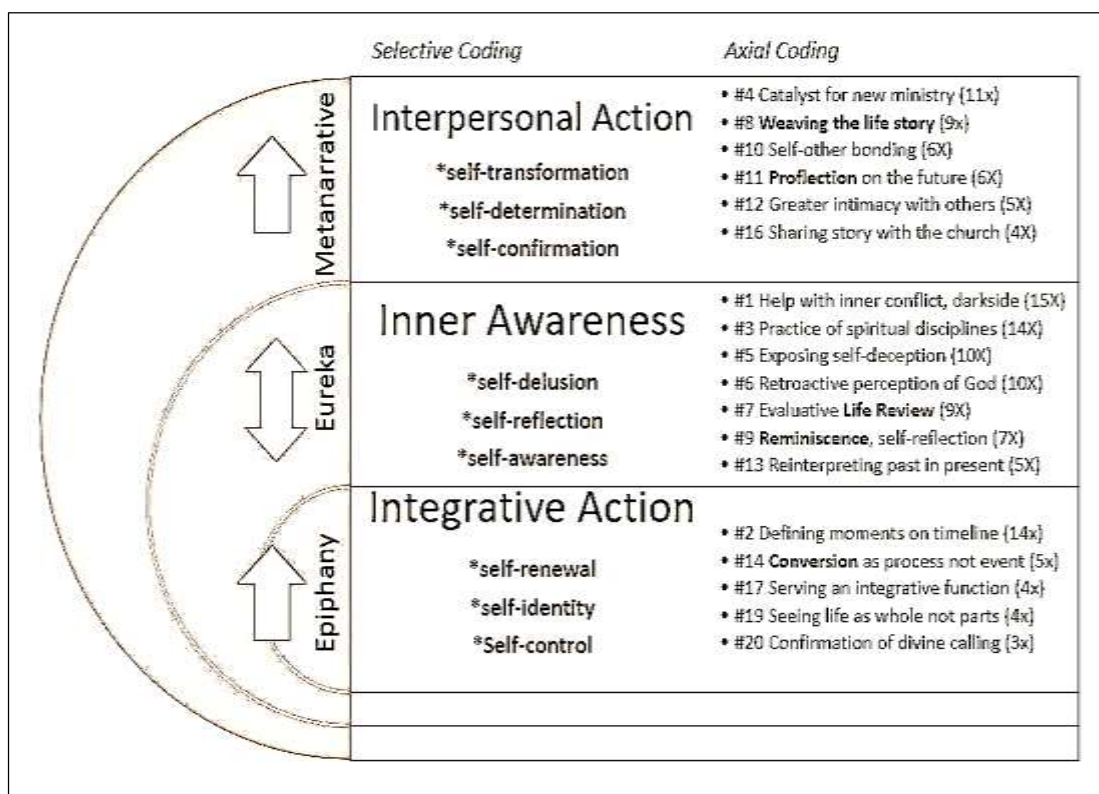 Selective Coding
Axial Coding
Metanarrative
Interpersonal Action
*self-transformation
*self-determination
*self-confirmation
• #4 Catalyst for new ministry (11x)
• #8 Weaving the life story (9x)
• #10 Self-other bonding (6X)
• #11 Proflection on the future (6X)
• #12 Greater intimacy with others (5X)
• #16 Sharing story with the church (4X)
Eureka
Inner Awareness
*self-delusion
*self-reflection
*self-awareness
• #1 Help with inner conflict, darkside (15X)
• #3 Practice of spiritual disciplines (14X)
• #5 Exposing self-deception (10X)
• #6 Retroactive perception of God (10X)
• #7 Evaluative Life Review (9X)
• #9 Reminiscence, self-reflection (7X)
• #13 Reinterpreting past in present (5X)
Epiphany
Integrative Action
*self-renewal
*self-identity
*Self-control
• #2 Defining moments on timeline (14x)
• #14 Conversion as process not event (5x)
• #17 Serving an integrative function (4x)
• #19 Seeing life as whole not parts (4x)
• #20 Confirmation of divine calling (3x)